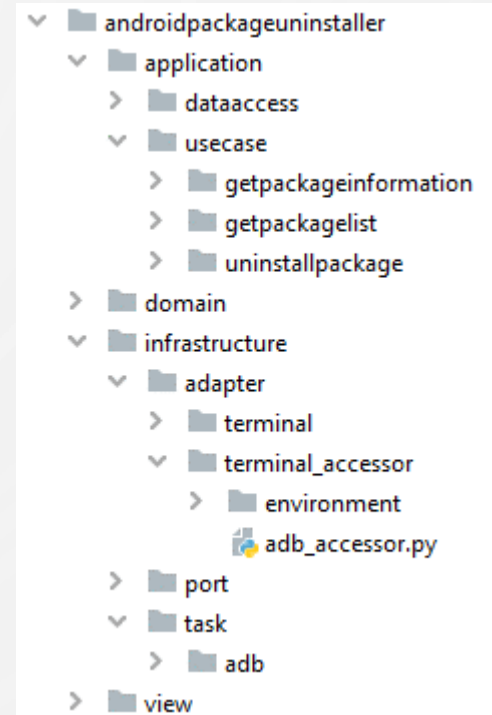 androidpackageuninstaller
application
dataaccess
usecase
getpackageinformation
getpackagelist
uninstallpackage
domain
infrastructure
adapter
terminal
terminal_accessor
environment
adb_accessor.py
port
task
adb
view